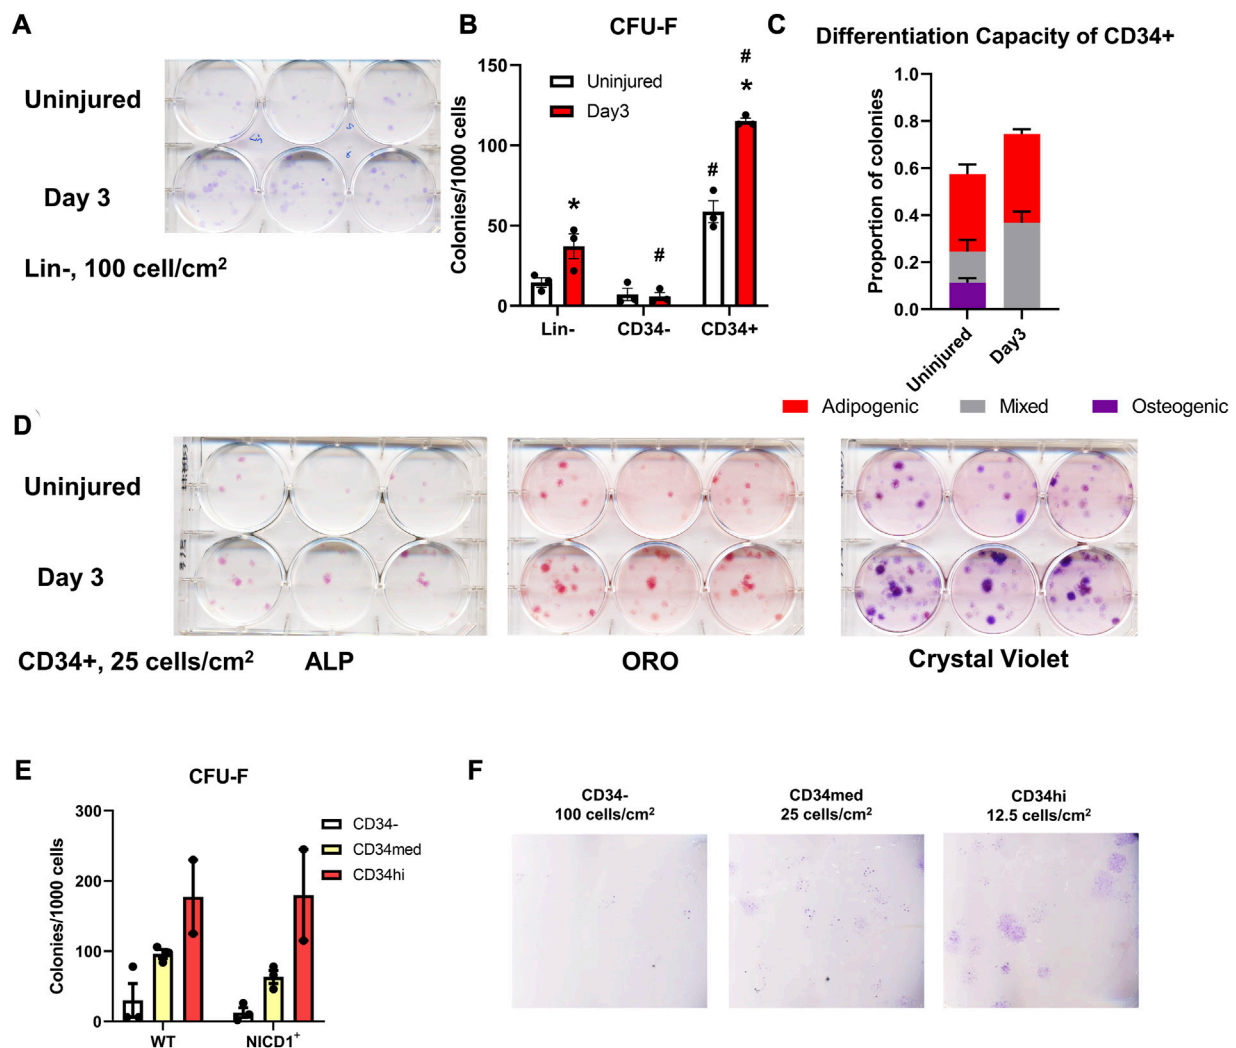 A
Uninjured
Day 3
Lin-, 100 cell/cm²
B
CFU-F
Colonies/1000 cells
150
100
50
0
Uninjured
Day3
#
*
#
*
#
Lin-
CD34-
CD34+
C
Differentiation Capacity of CD34+
Proportion of colonies
1.0
0.8
0.6
0.4
0.2
0.0
Uninjured
Day3
Adipogenic
Mixed
Osteogenic
D
Uninjured
Day 3
CD34+, 25 cells/cm²
ALP
ORO
Crystal Violet
E
CFU-F
Colonies/1000 cells
300
200
100
0
CD34-
CD34med
CD34hi
WT
NICD1⁺
F
CD34-
100 cells/cm²
CD34med
25 cells/cm²
CD34hi
12.5 cells/cm²